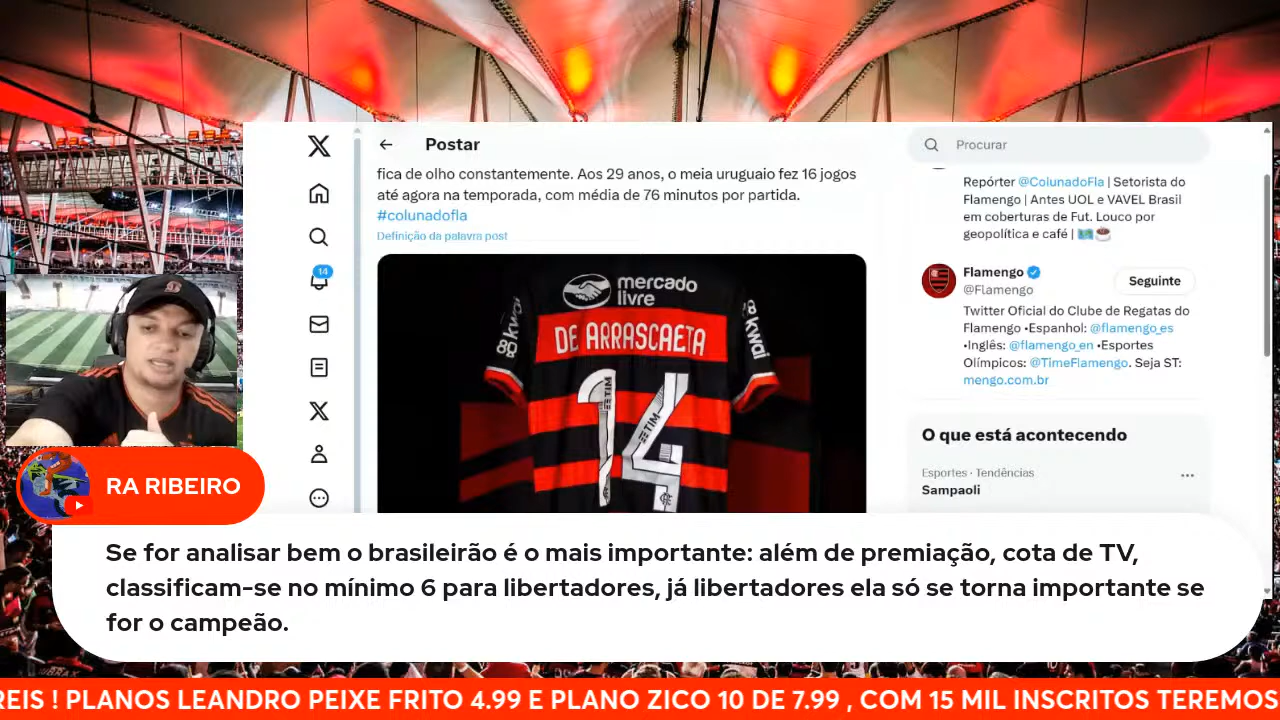 Postar
fica de olho constantemente. Aos 29 anos, o meia uruguaio fez 16 jogos
até agora na temporada, com média de 76 minutos por partida.
#colunadofla
Definição da palavra post
14
mercado
livre
kwai
DE ARRASCAETA
kwai
14
TIM
TIM
Procurar
Repórter @ColunadoFla | Setorista do
Flamengo | Antes UOL e VAVEL Brasil
em coberturas de Fut. Louco por
geopolítica e café |
Flamengo
@Flamengo
Seguinte
Twitter Oficial do Clube de Regatas do
Flamengo •Espanhol: @flamengo_es
•Inglês: @flamengo_en •Esportes
Olímpicos: @TimeFlamengo. Seja ST:
mengo.com.br
O que está acontecendo
Esportes · Tendências
Sampaoli
RA RIBEIRO
Se for analisar bem o brasileirão é o mais importante: além de premiação, cota de TV,
classificam-se no mínimo 6 para libertadores, já libertadores ela só se torna importante se
for o campeão.
REIS ! PLANOS LEANDRO PEIXE FRITO 4.99 E PLANO ZICO 10 DE 7.99 , COM 15 MIL INSCRITOS TEREMOS